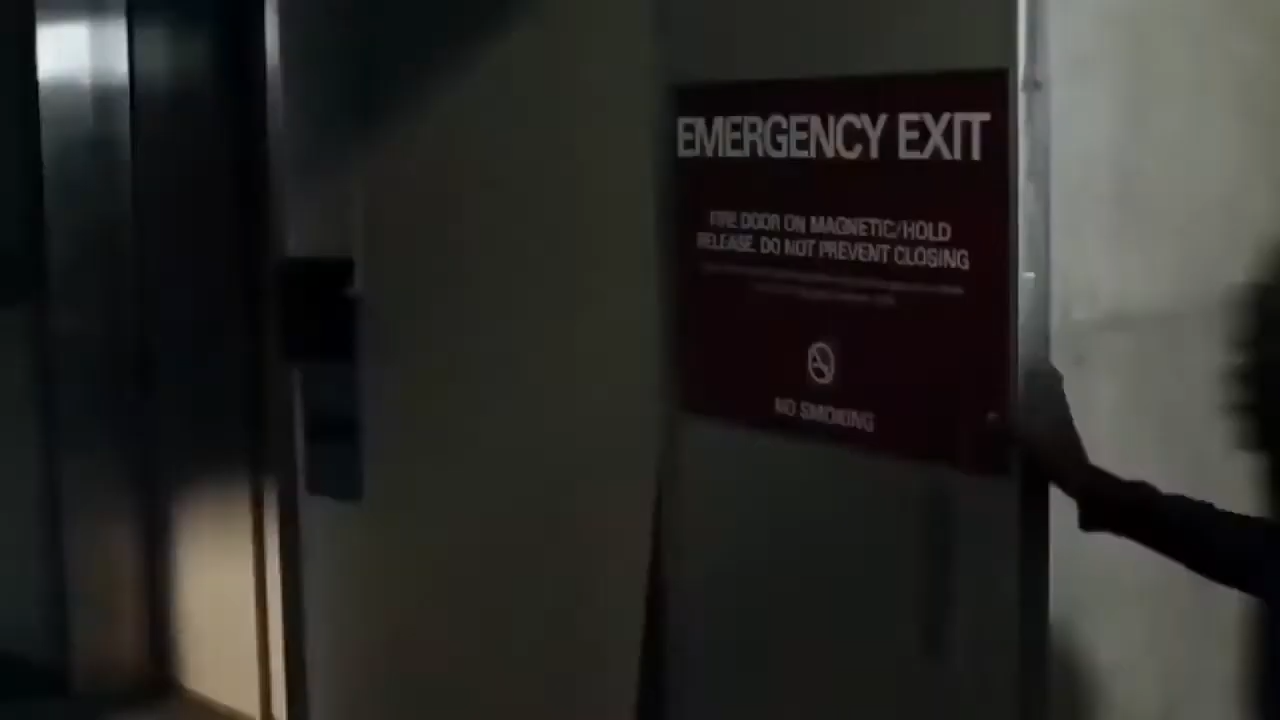 EMERGENCY EXIT
FIRE DOOR ON MAGNETIC/HOLD
RELEASE. DO NOT PREVENT CLOSING
NO SMOKING